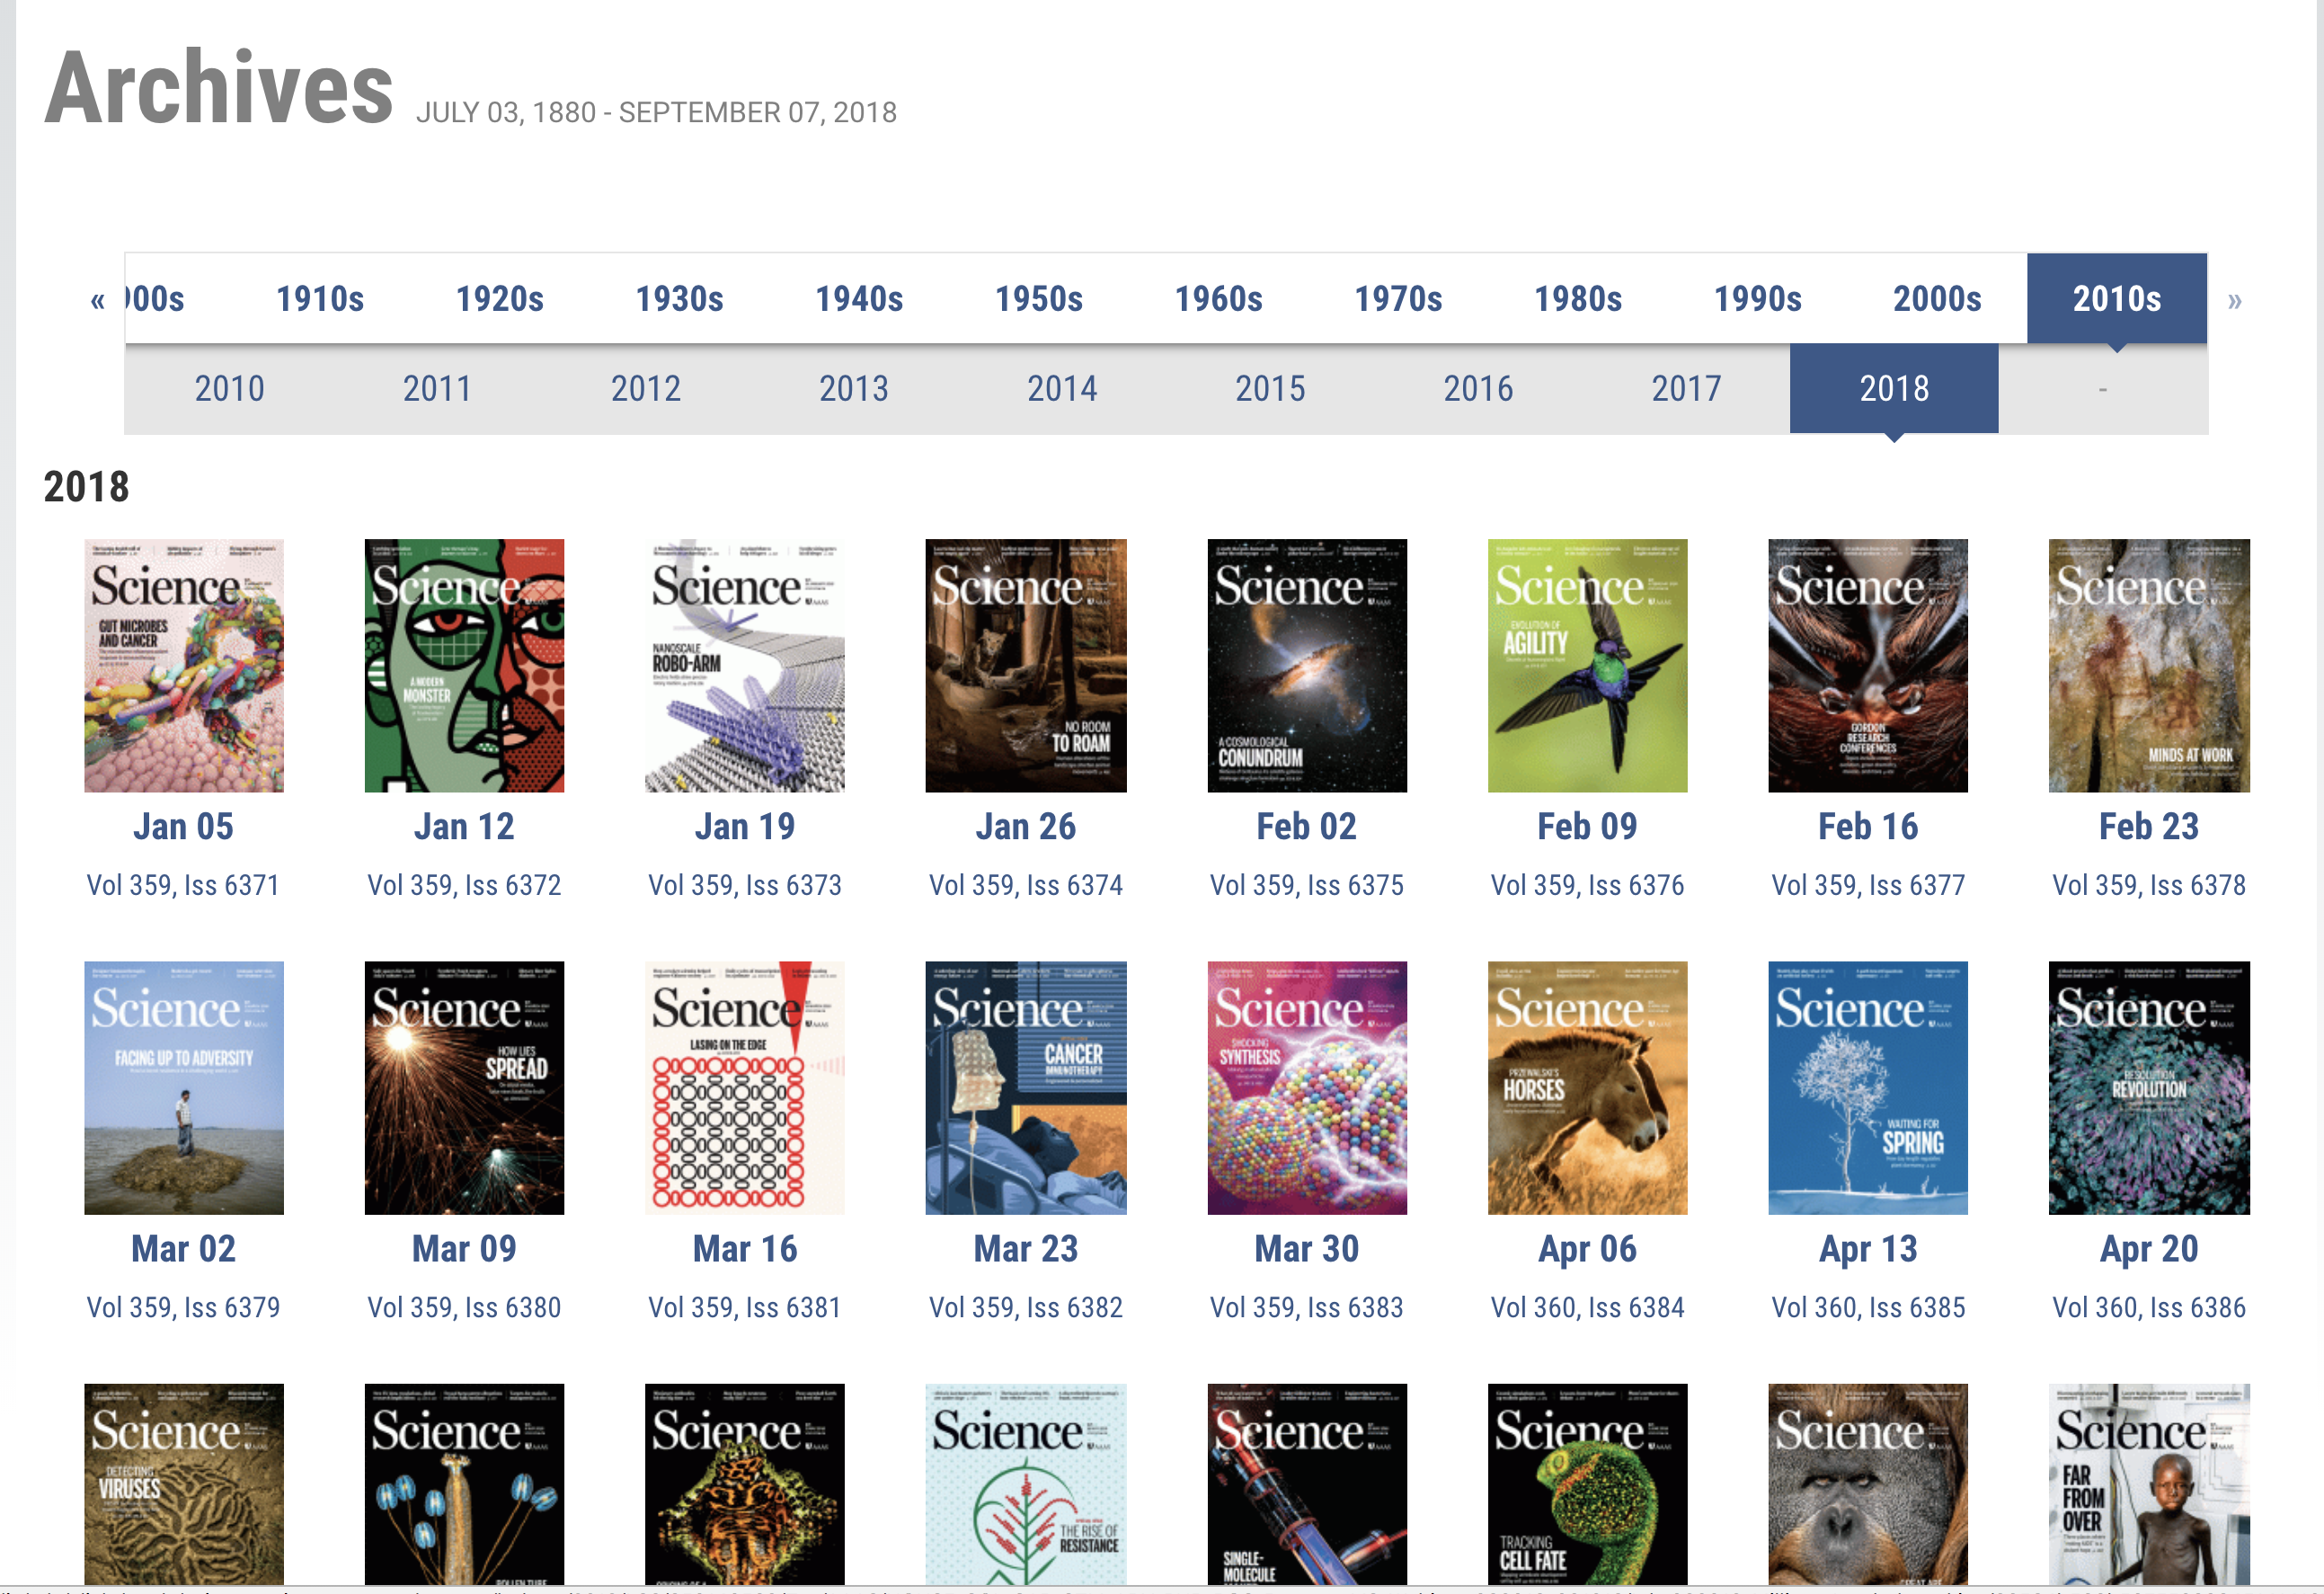 Archives JULY 03, 1880 - SEPTEMBER 07, 2018
« 00s 1910s 1920s 1930s 1940s 1950s 1960s 1970s 1980s 1990s 2000s 2010s »
2010 2011 2012 2013 2014 2015 2016 2017 2018 -
2018
Science Science Science Science Science Science Science Science
GUT MICROBES
AND CANCER
A MODERN
MONSTER
NANOSCALE
ROBO-ARM
NO ROOM
TO ROAM
A COSMOLOGICAL
CONUNDRUM
EVOLUTION OF
AGILITY
GORDON
RESEARCH
CONFERENCES
MINDS AT WORK
Jan 05 Jan 12 Jan 19 Jan 26 Feb 02 Feb 09 Feb 16 Feb 23
Vol 359, Iss 6371 Vol 359, Iss 6372 Vol 359, Iss 6373 Vol 359, Iss 6374 Vol 359, Iss 6375 Vol 359, Iss 6376 Vol 359, Iss 6377 Vol 359, Iss 6378
Science Science Science Science Science Science Science Science
FACING UP TO ADVERSITY
HOW LIES
SPREAD
LASING ON THE EDGE
CANCER
IMMUNOTHERAPY
SHOCKING
SYNTHESIS
PRZEWALSKI'S
HORSES
WAITING FOR
SPRING
RESOLUTION
REVOLUTION
Mar 02 Mar 09 Mar 16 Mar 23 Mar 30 Apr 06 Apr 13 Apr 20
Vol 359, Iss 6379 Vol 359, Iss 6380 Vol 359, Iss 6381 Vol 359, Iss 6382 Vol 359, Iss 6383 Vol 360, Iss 6384 Vol 360, Iss 6385 Vol 360, Iss 6386
Science Science Science Science Science Science Science Science
DETECTING
VIRUSES
POLLEN TUBE
THE RISE OF
RESISTANCE
SINGLE-
MOLECULE
TRACKING
CELL FATE
FAR
FROM
OVER